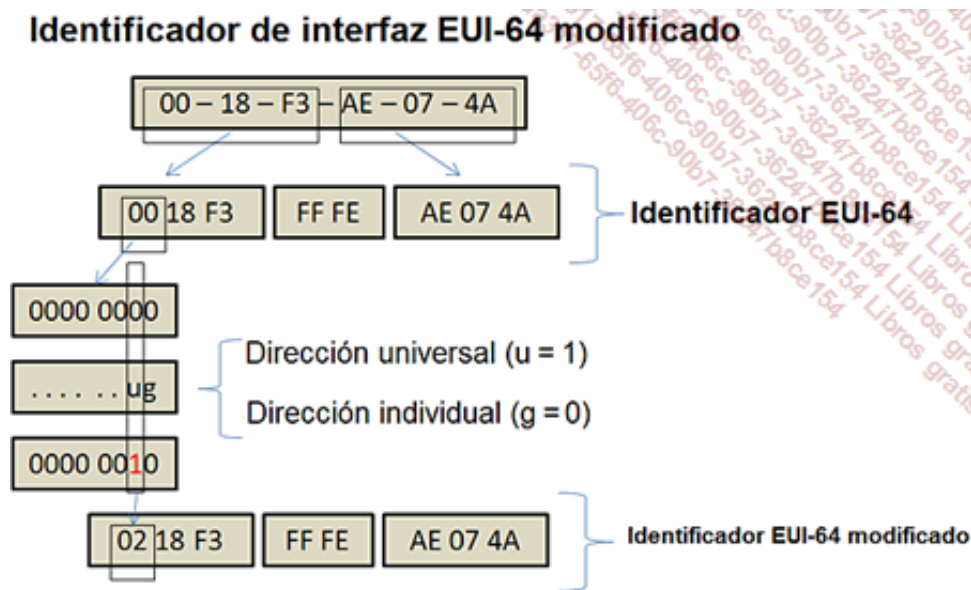 Identificador de interfaz EUI-64 modificado
00 – 18 – F3 – AE – 07 – 4A
00 18 F3 FF FE AE 07 4A
Identificador EUI-64
0000 0000
Dirección universal (u = 1)
. . . . . . ug
Dirección individual (g = 0)
0000 0010
02 18 F3 FF FE AE 07 4A
Identificador EUI-64 modificado